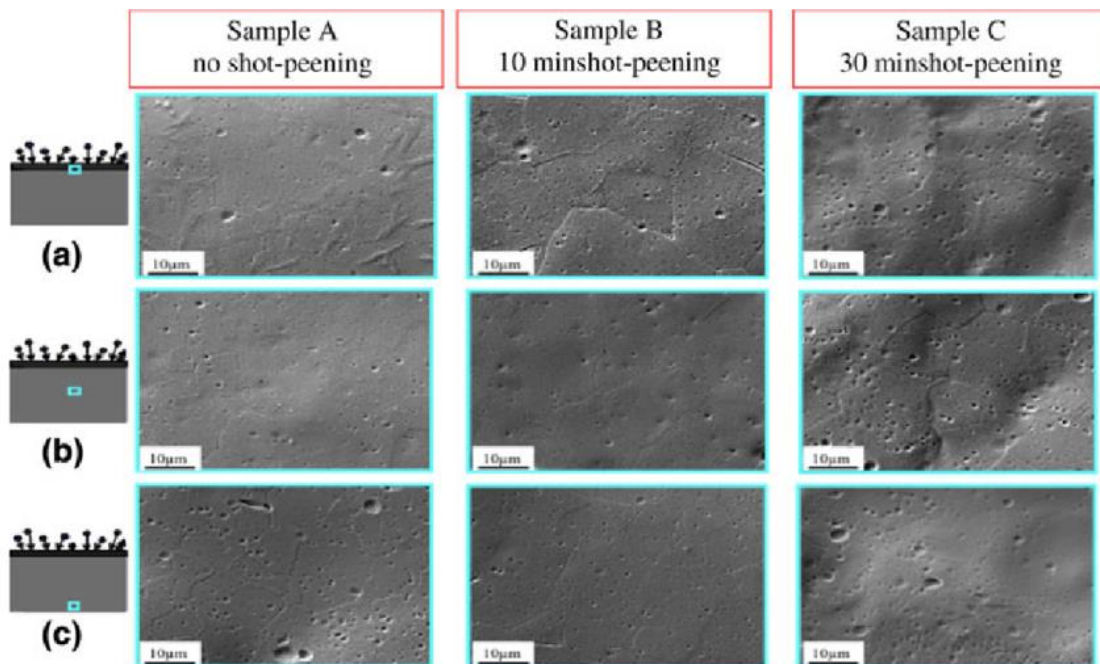 Sample A
no shot-peening
Sample B
10 minshot-peening
Sample C
30 minshot-peening
(a)
10μm
10μm
10μm
(b)
10μm
10μm
10μm
(c)
10μm
10μm
10μm